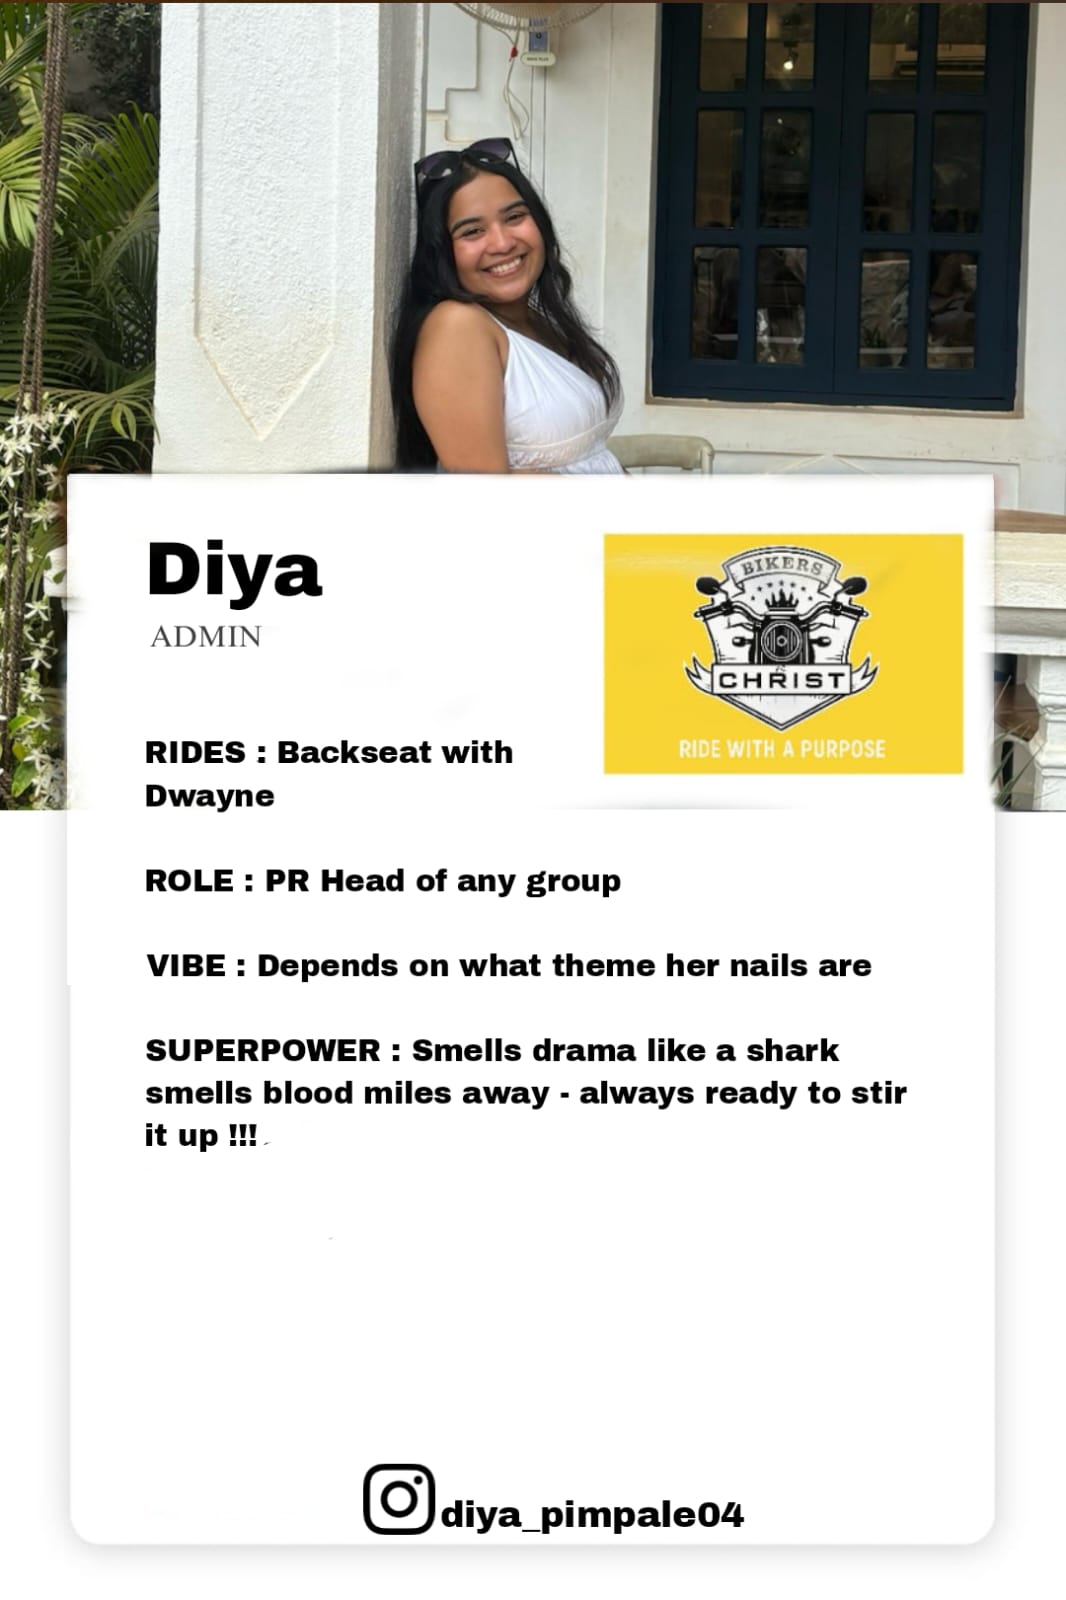 Diya
ADMIN
BIKERS
CHRIST
RIDE WITH A PURPOSE
RIDES : Backseat with
Dwayne
ROLE : PR Head of any group
VIBE : Depends on what theme her nails are
SUPERPOWER : Smells drama like a shark
smells blood miles away - always ready to stir
it up !!!
diya_pimpale04